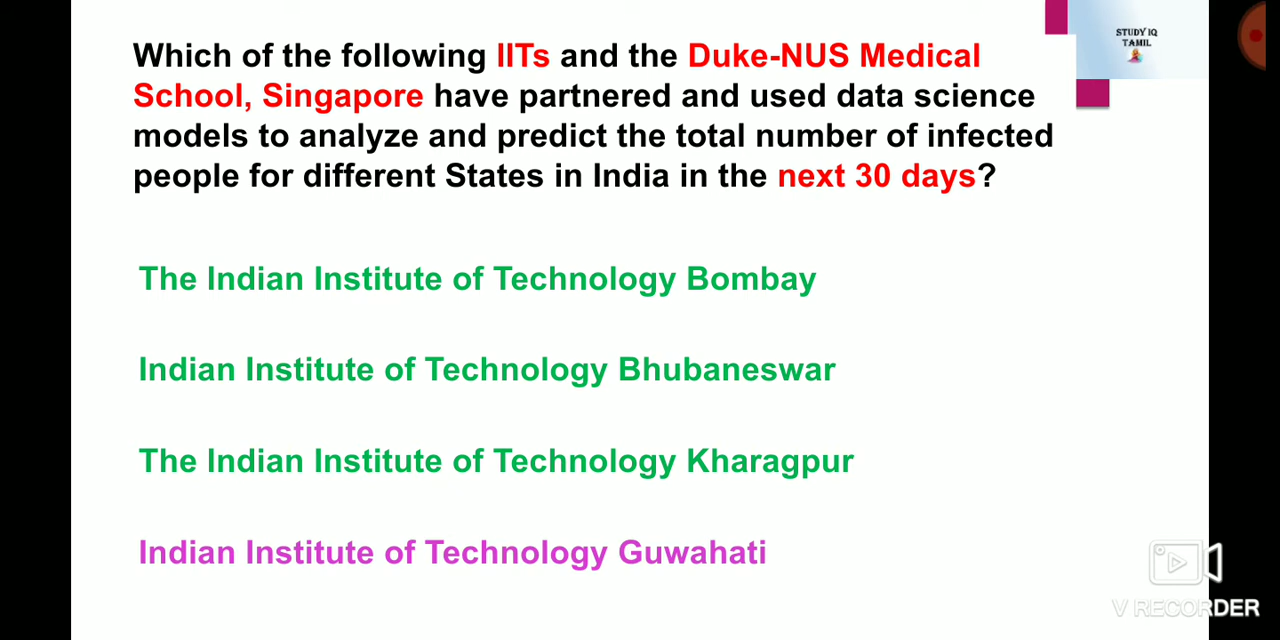 STUDY IQ
TAMIL
Which of the following IITs and the Duke-NUS Medical
School, Singapore have partnered and used data science
models to analyze and predict the total number of infected
people for different States in India in the next 30 days?
The Indian Institute of Technology Bombay
Indian Institute of Technology Bhubaneswar
The Indian Institute of Technology Kharagpur
Indian Institute of Technology Guwahati
V RECORDER